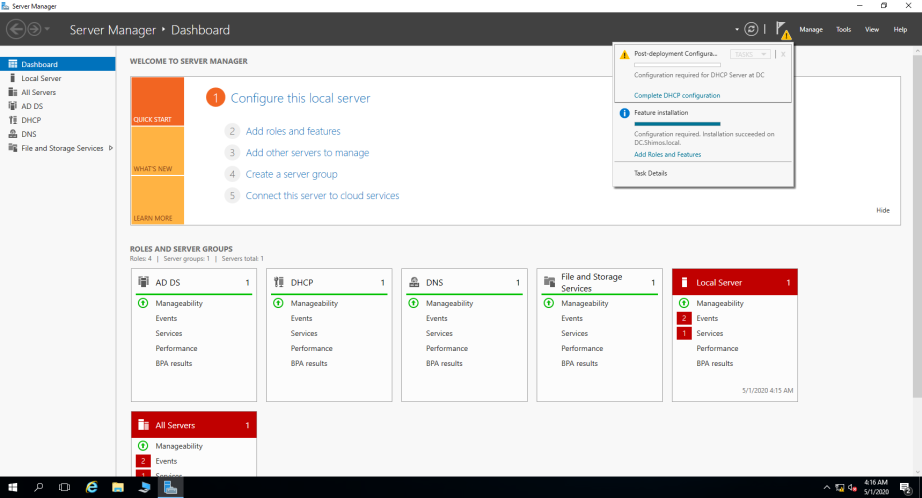 Server Manager
Server Manager • Dashboard
Manage Tools View Help
Dashboard
Local Server
All Servers
AD DS
DHCP
DNS
File and Storage Services
WELCOME TO SERVER MANAGER
QUICK START
WHAT'S NEW
LEARN MORE
1 Configure this local server
2 Add roles and features
3 Add other servers to manage
4 Create a server group
5 Connect this server to cloud services
Hide
Post-deployment Configura... TASKS X
Configuration required for DHCP Server at DC
Complete DHCP configuration
Feature installation
Configuration required. Installation succeeded on
DC.Shimos.local.
Add Roles and Features
Task Details
ROLES AND SERVER GROUPS
Roles: 4 | Server groups: 1 | Servers total: 1
AD DS 1
Manageability
Events
Services
Performance
BPA results
DHCP 1
Manageability
Events
Services
Performance
BPA results
DNS 1
Manageability
Events
Services
Performance
BPA results
File and Storage
Services 1
Manageability
Events
Services
Performance
BPA results
Local Server 1
Manageability
2 Events
1 Services
Performance
BPA results
5/1/2020 4:15 AM
All Servers 1
Manageability
2 Events
1 Services
4:16 AM
5/1/2020